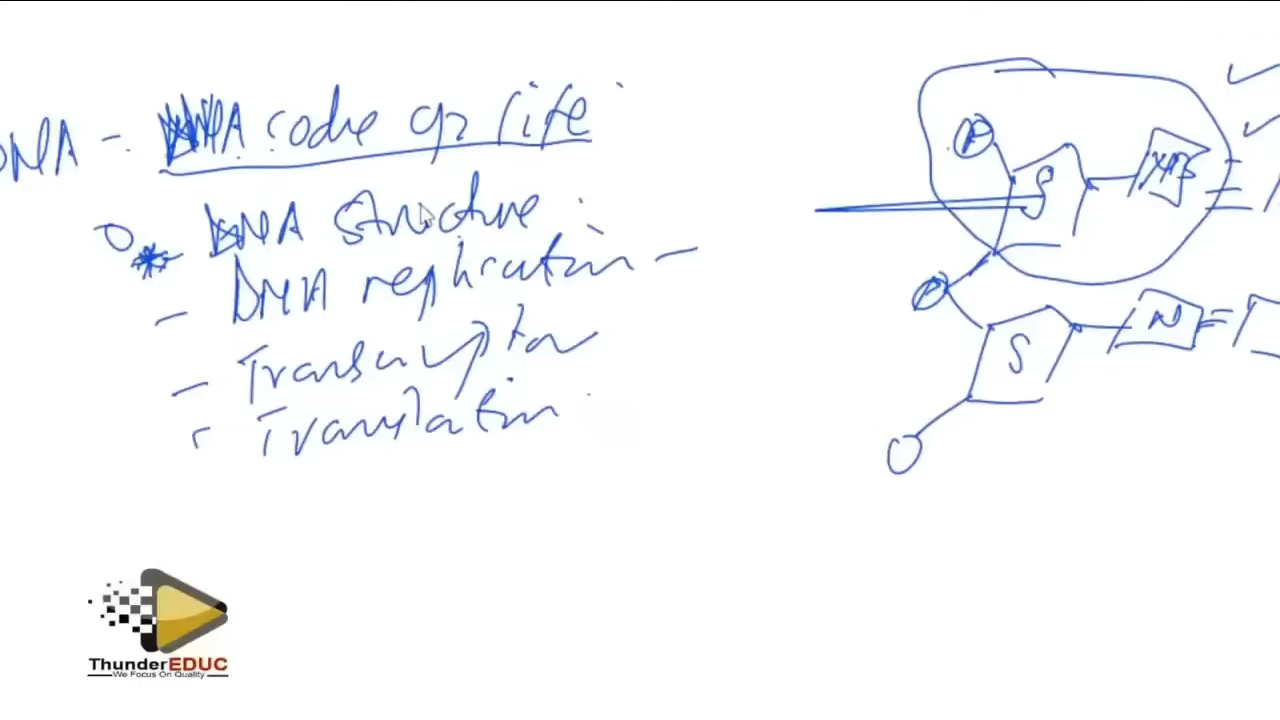 DNA - DNA code of life
DNA structure
- DNA replication -
- Transcription
- Translation
P
S
P
S
N
ThunderEDUC
We Focus On Quality